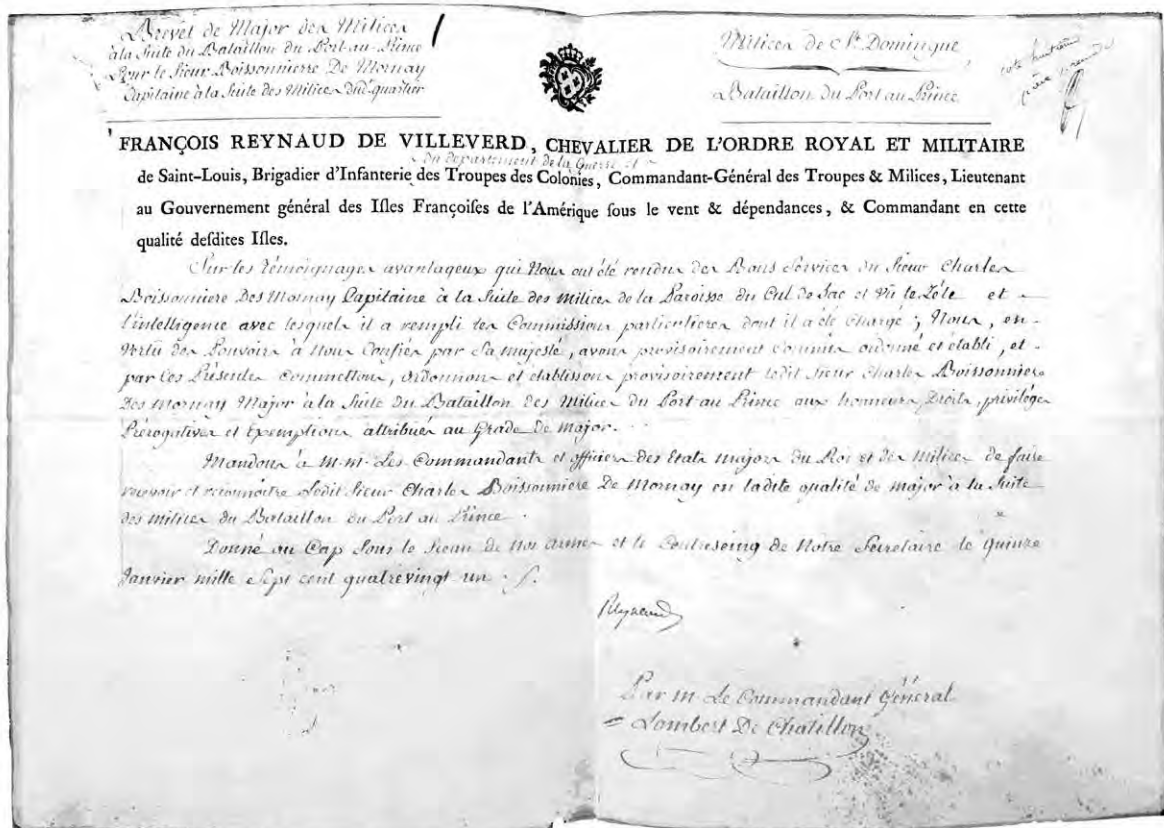 Brevet de Major des Milices
à la Suite du Bataillon du Port-au-Prince
Pour le Sieur Boissonniere De Mornay
Capitaine à la Suite des Milices Dud. quartier
Milices de St. Domingue
Bataillon du Port au Prince
cote huitieme
FRANÇOIS REYNAUD DE VILLEVERD, CHEVALIER DE L'ORDRE ROYAL ET MILITAIRE
du departement de la Guerre et
de Saint-Louis, Brigadier d'Infanterie des Troupes des Colonies, Commandant-Général des Troupes & Milices, Lieutenant
au Gouvernement général des Iſles Françoiſes de l'Amérique ſous le vent & dépendances, & Commandant en cette
qualité deſdites Iſles.
Sur les témoignages avantageux qui Nous ont été rendus des Bons Services du Sieur Charles
Boissonniere Des Mornay Capitaine à la Suite des Milices de la Paroisse du Cul de Sac et Vu le Zéle et
l'intelligence avec lesquels il a rempli les Commissions particulieres dont il a été Chargé; Nous, en
Vertu des Pouvoirs à Nous Confiés par Sa Majesté, avons provisoirement commis ordonné et établi, et
par Ces Présentes Commettons, Ordonnons et établissons provisoirement ledit Sieur Charles Boissonniere
Des Mornay Major à la Suite du Bataillon des Milices du Port au Prince aux honneurs, Droits, privilèges
Prérogatives et Exemptions attribués au Grade de Major.
Mandons à M.M. Les Commandants et officiers des Etats majors du Roi et des Milices de faire
recevoir et reconnoitre Ledit Sieur Charles Boissonniere De Mornay en ladite qualité de major à la Suite
des milices du Bataillon du Port au Prince.
Donné au Cap Sous le Sceau de nos armes et le Contreseing de Notre Secretaire le Quinze
Janvier mille Sept cent quatrevingt un.
Reynaud
Par M. Le Commandant Général
Lombert De Chatillon